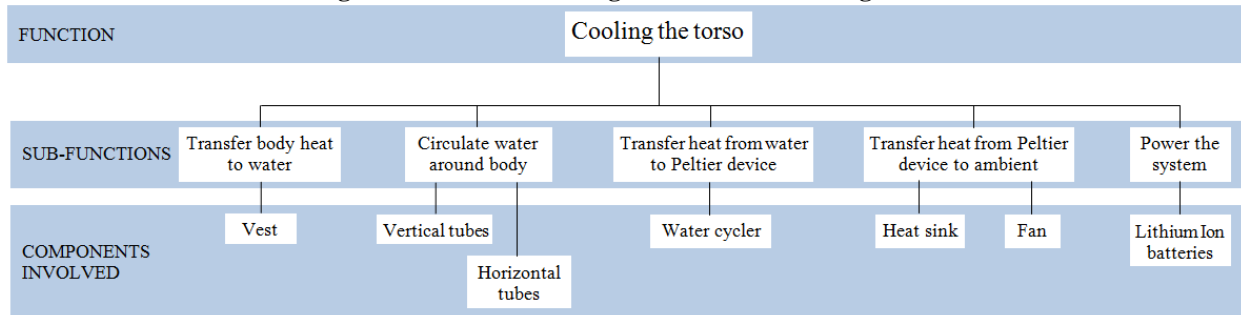 FUNCTION
Cooling the torso
SUB-FUNCTIONS
Transfer body heat
to water
Circulate water
around body
Transfer heat from water
to Peltier device
Transfer heat from Peltier
device to ambient
Power the
system
COMPONENTS
INVOLVED
Vest
Vertical tubes
Horizontal
tubes
Water cycler
Heat sink
Fan
Lithium Ion
batteries